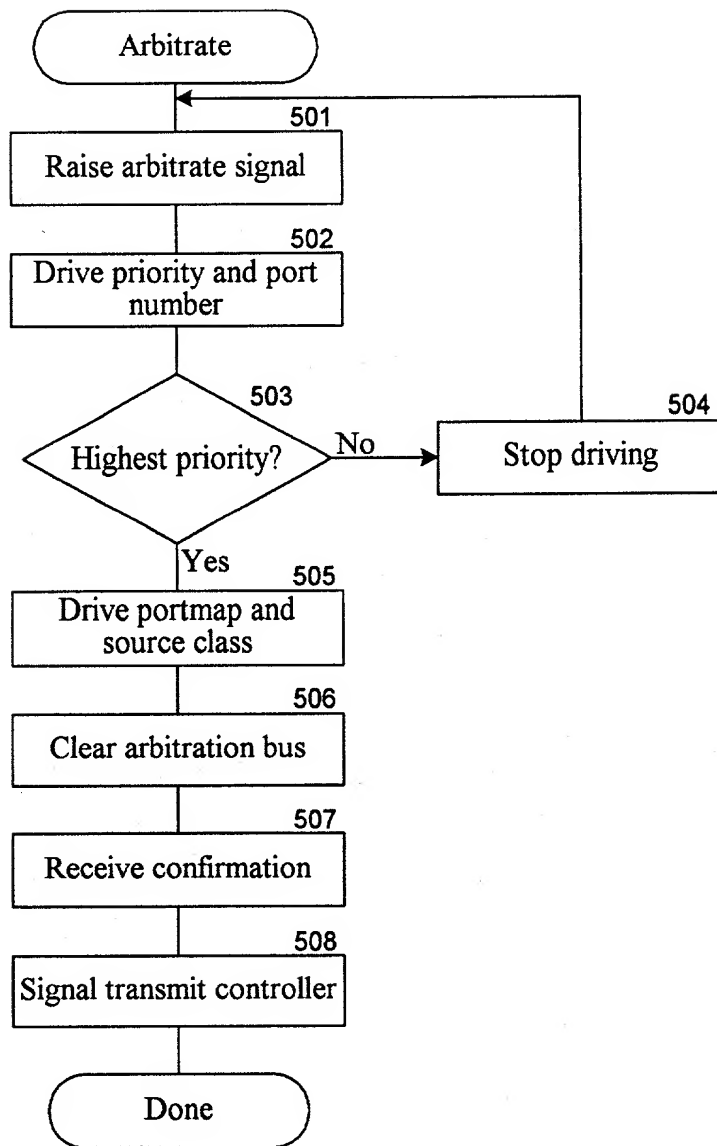 Arbitrate
501
Raise arbitrate signal
502
Drive priority and port
number
503
Highest priority?
No
504
Stop driving
Yes
505
Drive portmap and
source class
506
Clear arbitration bus
507
Receive confirmation
508
Signal transmit controller
Done